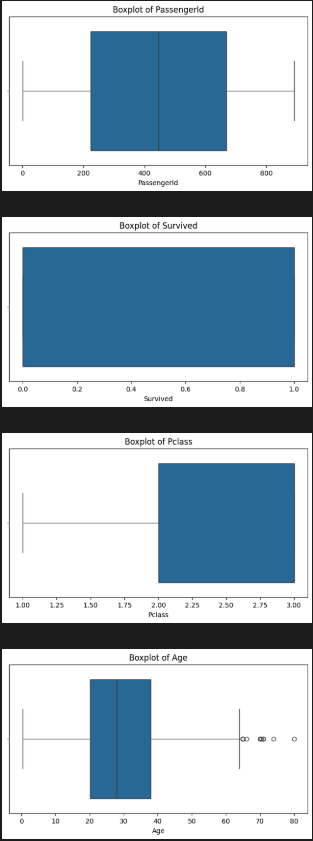 Boxplot of PassengerId
0 200 400 600 800
PassengerId
Boxplot of Survived
0.0 0.2 0.4 0.6 0.8 1.0
Survived
Boxplot of Pclass
1.00 1.25 1.50 1.75 2.00 2.25 2.50 2.75 3.00
Pclass
Boxplot of Age
0 10 20 30 40 50 60 70 80
Age